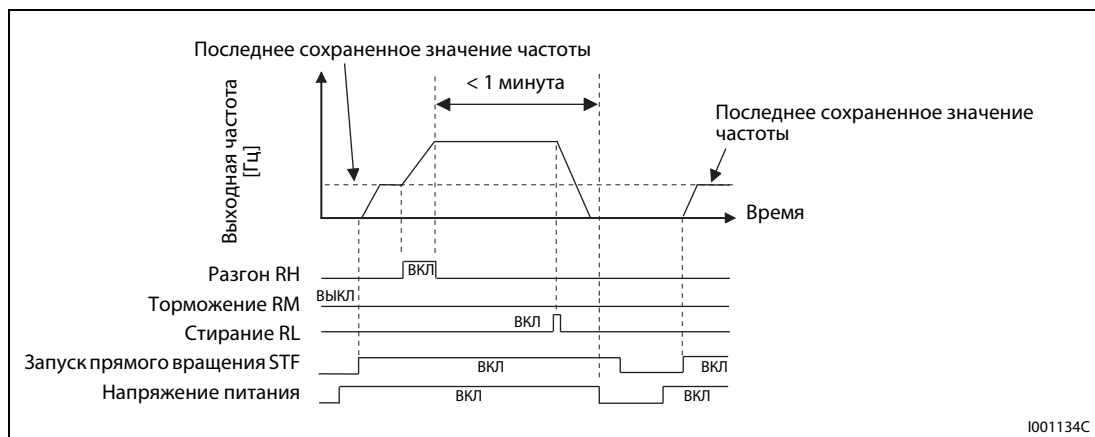 Последнее сохраненное значение частоты
< 1 минута
Последнее сохраненное значение
частоты
Выходная частота
[Гц]
Время
Разгон RH
ВКЛ
Торможение RM
ВЫКЛ
Стирание RL
ВКЛ
Запуск прямого вращения STF
ВКЛ
ВКЛ
Напряжение питания
ВКЛ
ВКЛ
I001134C